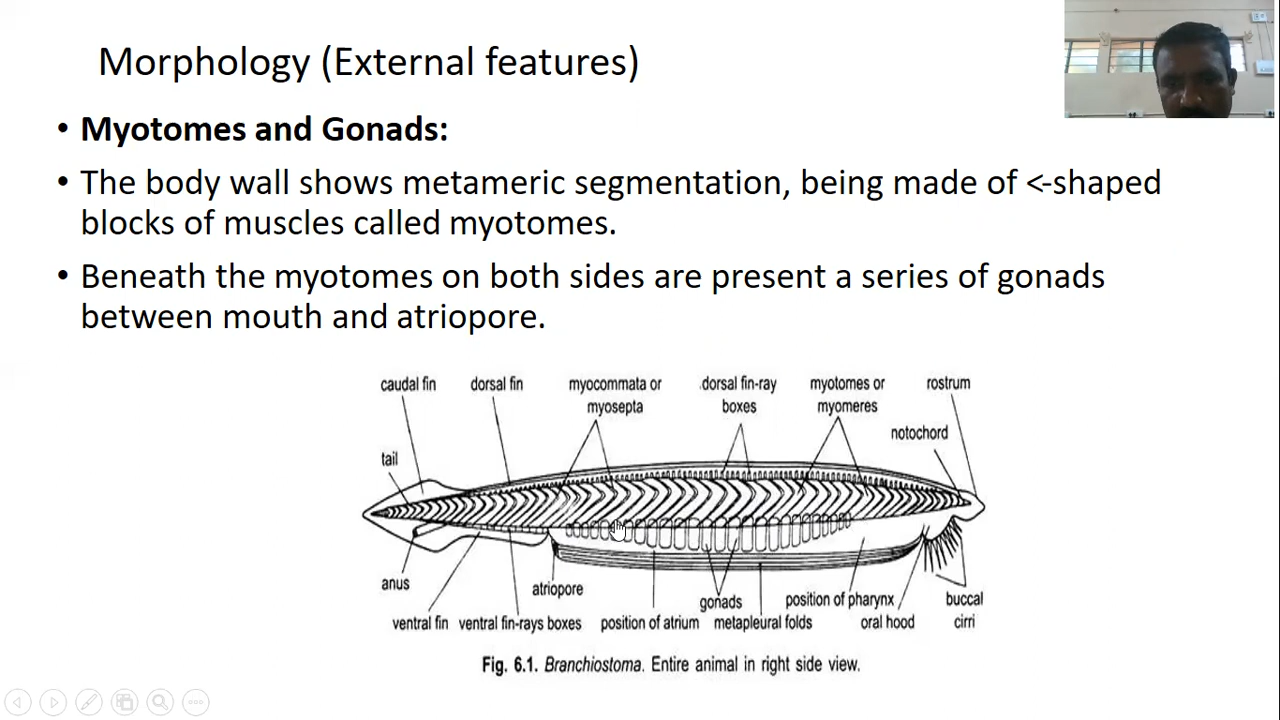 Morphology (External features)
• Myotomes and Gonads:
• The body wall shows metameric segmentation, being made of <-shaped
blocks of muscles called myotomes.
• Beneath the myotomes on both sides are present a series of gonads
between mouth and atriopore.
caudal fin
dorsal fin
myocommata or
myosepta
dorsal fin-ray
boxes
myotomes or
myomeres
rostrum
notochord
tail
anus
atriopore
gonads
position of pharynx
buccal
cirri
ventral fin
ventral fin-rays boxes
position of atrium
metapleural folds
oral hood
Fig. 6.1. Branchiostoma. Entire animal in right side view.